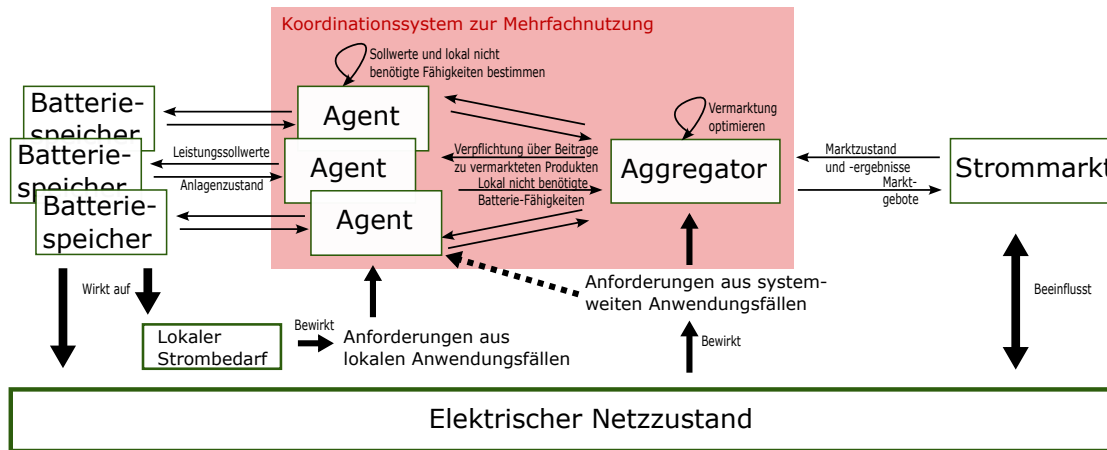 Koordinationssystem zur Mehrfachnutzung
Sollwerte und lokal nicht
benötigte Fähigkeiten bestimmen
Batterie-
speicher
Batterie-
speicher
Batterie-
speicher
Leistungssollwerte
Anlagenzustand
Agent
Agent
Agent
Verpflichtung über Beitrage
zu vermarkteten Produkten
Lokal nicht benötigte
Batterie-Fähigkeiten
Vermarktung
optimieren
Aggregator
Marktzustand
und -ergebnisse
Markt-
gebote
Strommarkt
Wirkt auf
Lokaler
Strombedarf
Bewirkt
Anforderungen aus
lokalen Anwendungsfällen
Anforderungen aus system-
weiten Anwendungsfällen
Bewirkt
Beeinflusst
Elektrischer Netzzustand